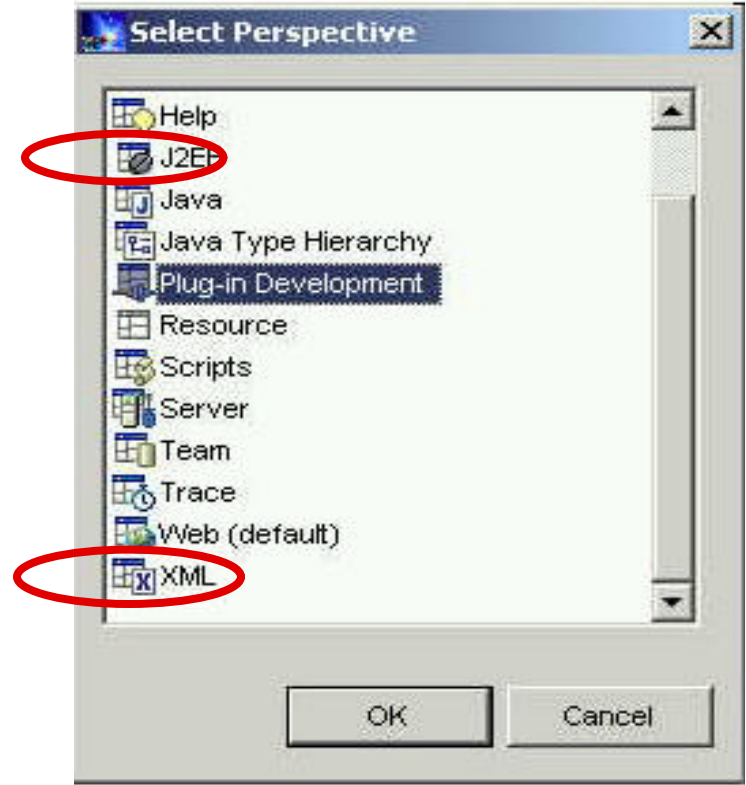 Select Perspective
Help
J2EE
Java
Java Type Hierarchy
Plug-in Development
Resource
Scripts
Server
Team
Trace
Web (default)
XML
OK
Cancel